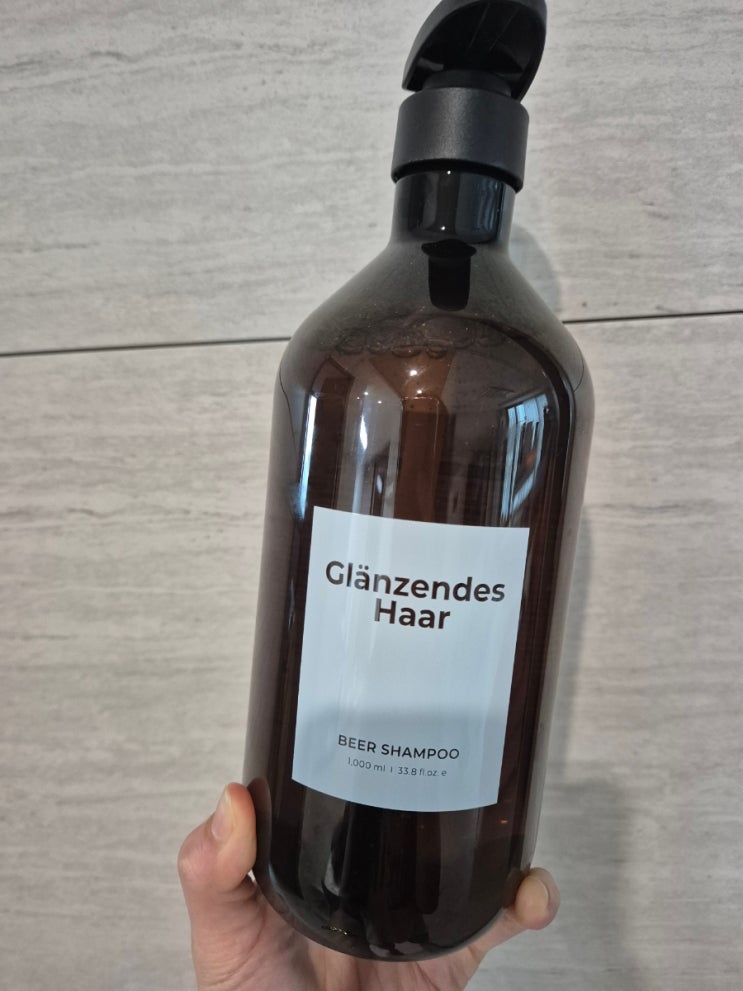 Glänzendes
Haar
BEER SHAMPOO
1,000 ml I 33.8 fl.oz. e